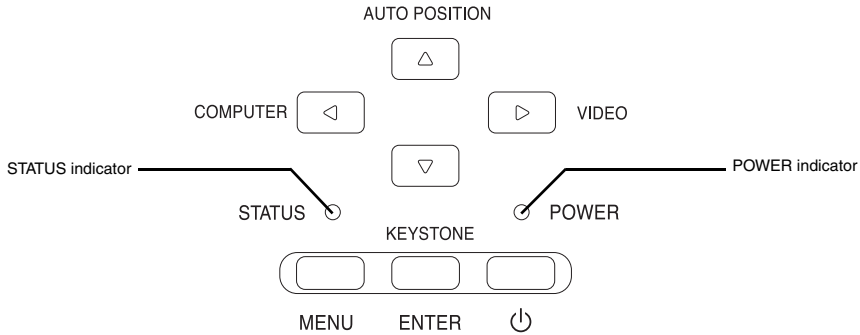 AUTO POSITION
COMPUTER
VIDEO
STATUS indicator
POWER indicator
STATUS
POWER
KEYSTONE
MENU
ENTER